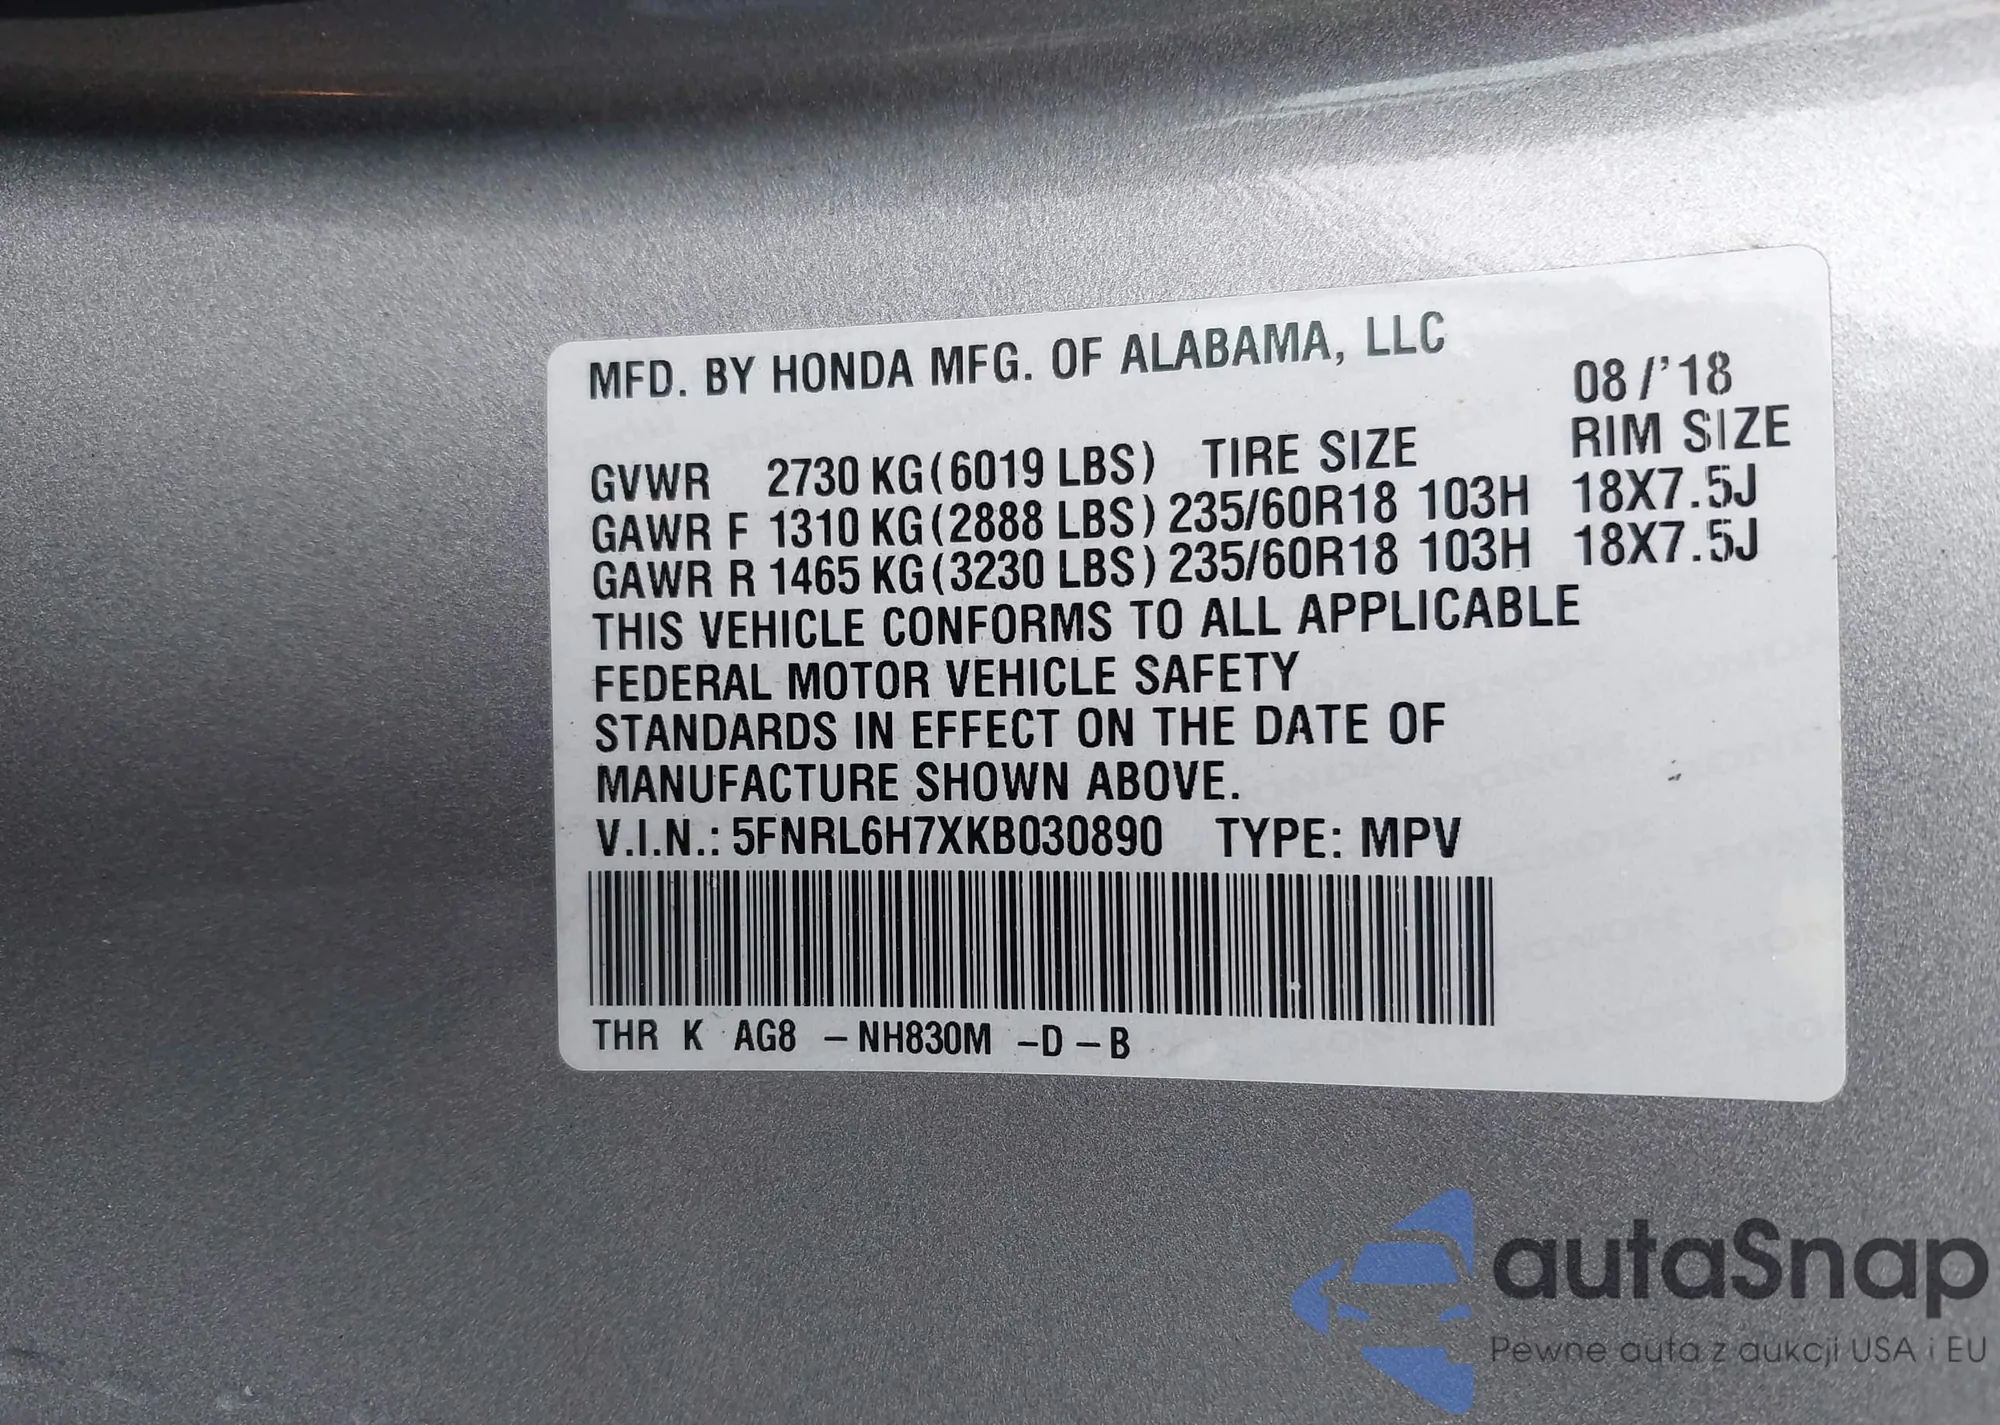 MFD. BY HONDA MFG. OF ALABAMA, LLC
08/'18
GVWR 2730 KG (6019 LBS) TIRE SIZE RIM SIZE
GAWR F 1310 KG (2888 LBS) 235/60R18 103H 18X7.5J
GAWR R 1465 KG (3230 LBS) 235/60R18 103H 18X7.5J
THIS VEHICLE CONFORMS TO ALL APPLICABLE
FEDERAL MOTOR VEHICLE SAFETY
STANDARDS IN EFFECT ON THE DATE OF
MANUFACTURE SHOWN ABOVE.
V.I.N.: 5FNRL6H7XKB030890 TYPE: MPV
THR K AG8 –NH830M –D –B
autaSnap
Pewne auta z aukcji USA i EU